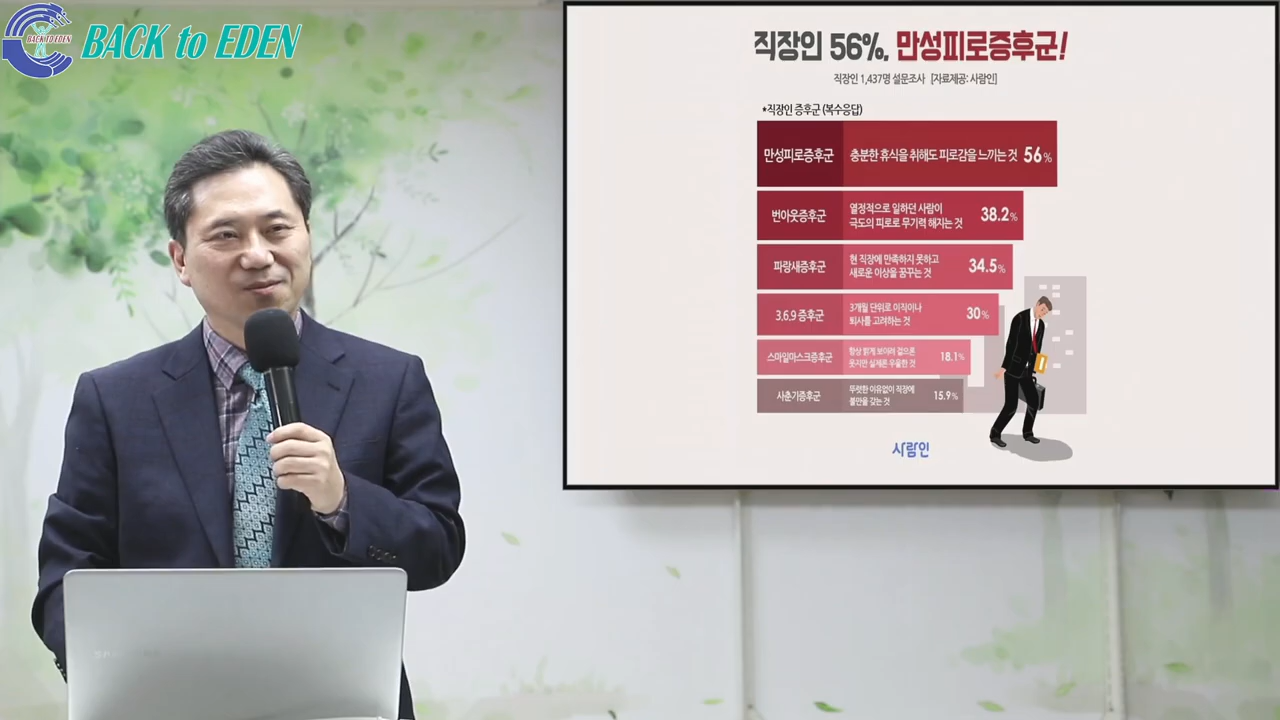 BACK TO EDEN
BACK to EDEN
직장인 56%, 만성피로증후군!
직장인 1,437명 설문조사 [자료제공: 사람인]
*직장인 증후군 (복수응답)
만성피로증후군 충분한 휴식을 취해도 피로감을 느끼는 것 56%
번아웃증후군
열정적으로 일하던 사람이
극도의 피로로 무기력 해지는 것
38.2%
파랑새증후군
현 직장에 만족하지 못하고
새로운 이상을 꿈꾸는 것
34.5%
3,6,9 증후군
3개월 단위로 이직이나
퇴사를 고려하는 것
30%
스마일마스크증후군
항상 밝게 보이려 겉으론
웃지만 실제론 우울한 것
18.1%
사춘기증후군
뚜렷한 이유없이 직장에
불만을 갖는 것
15.9%
사람인